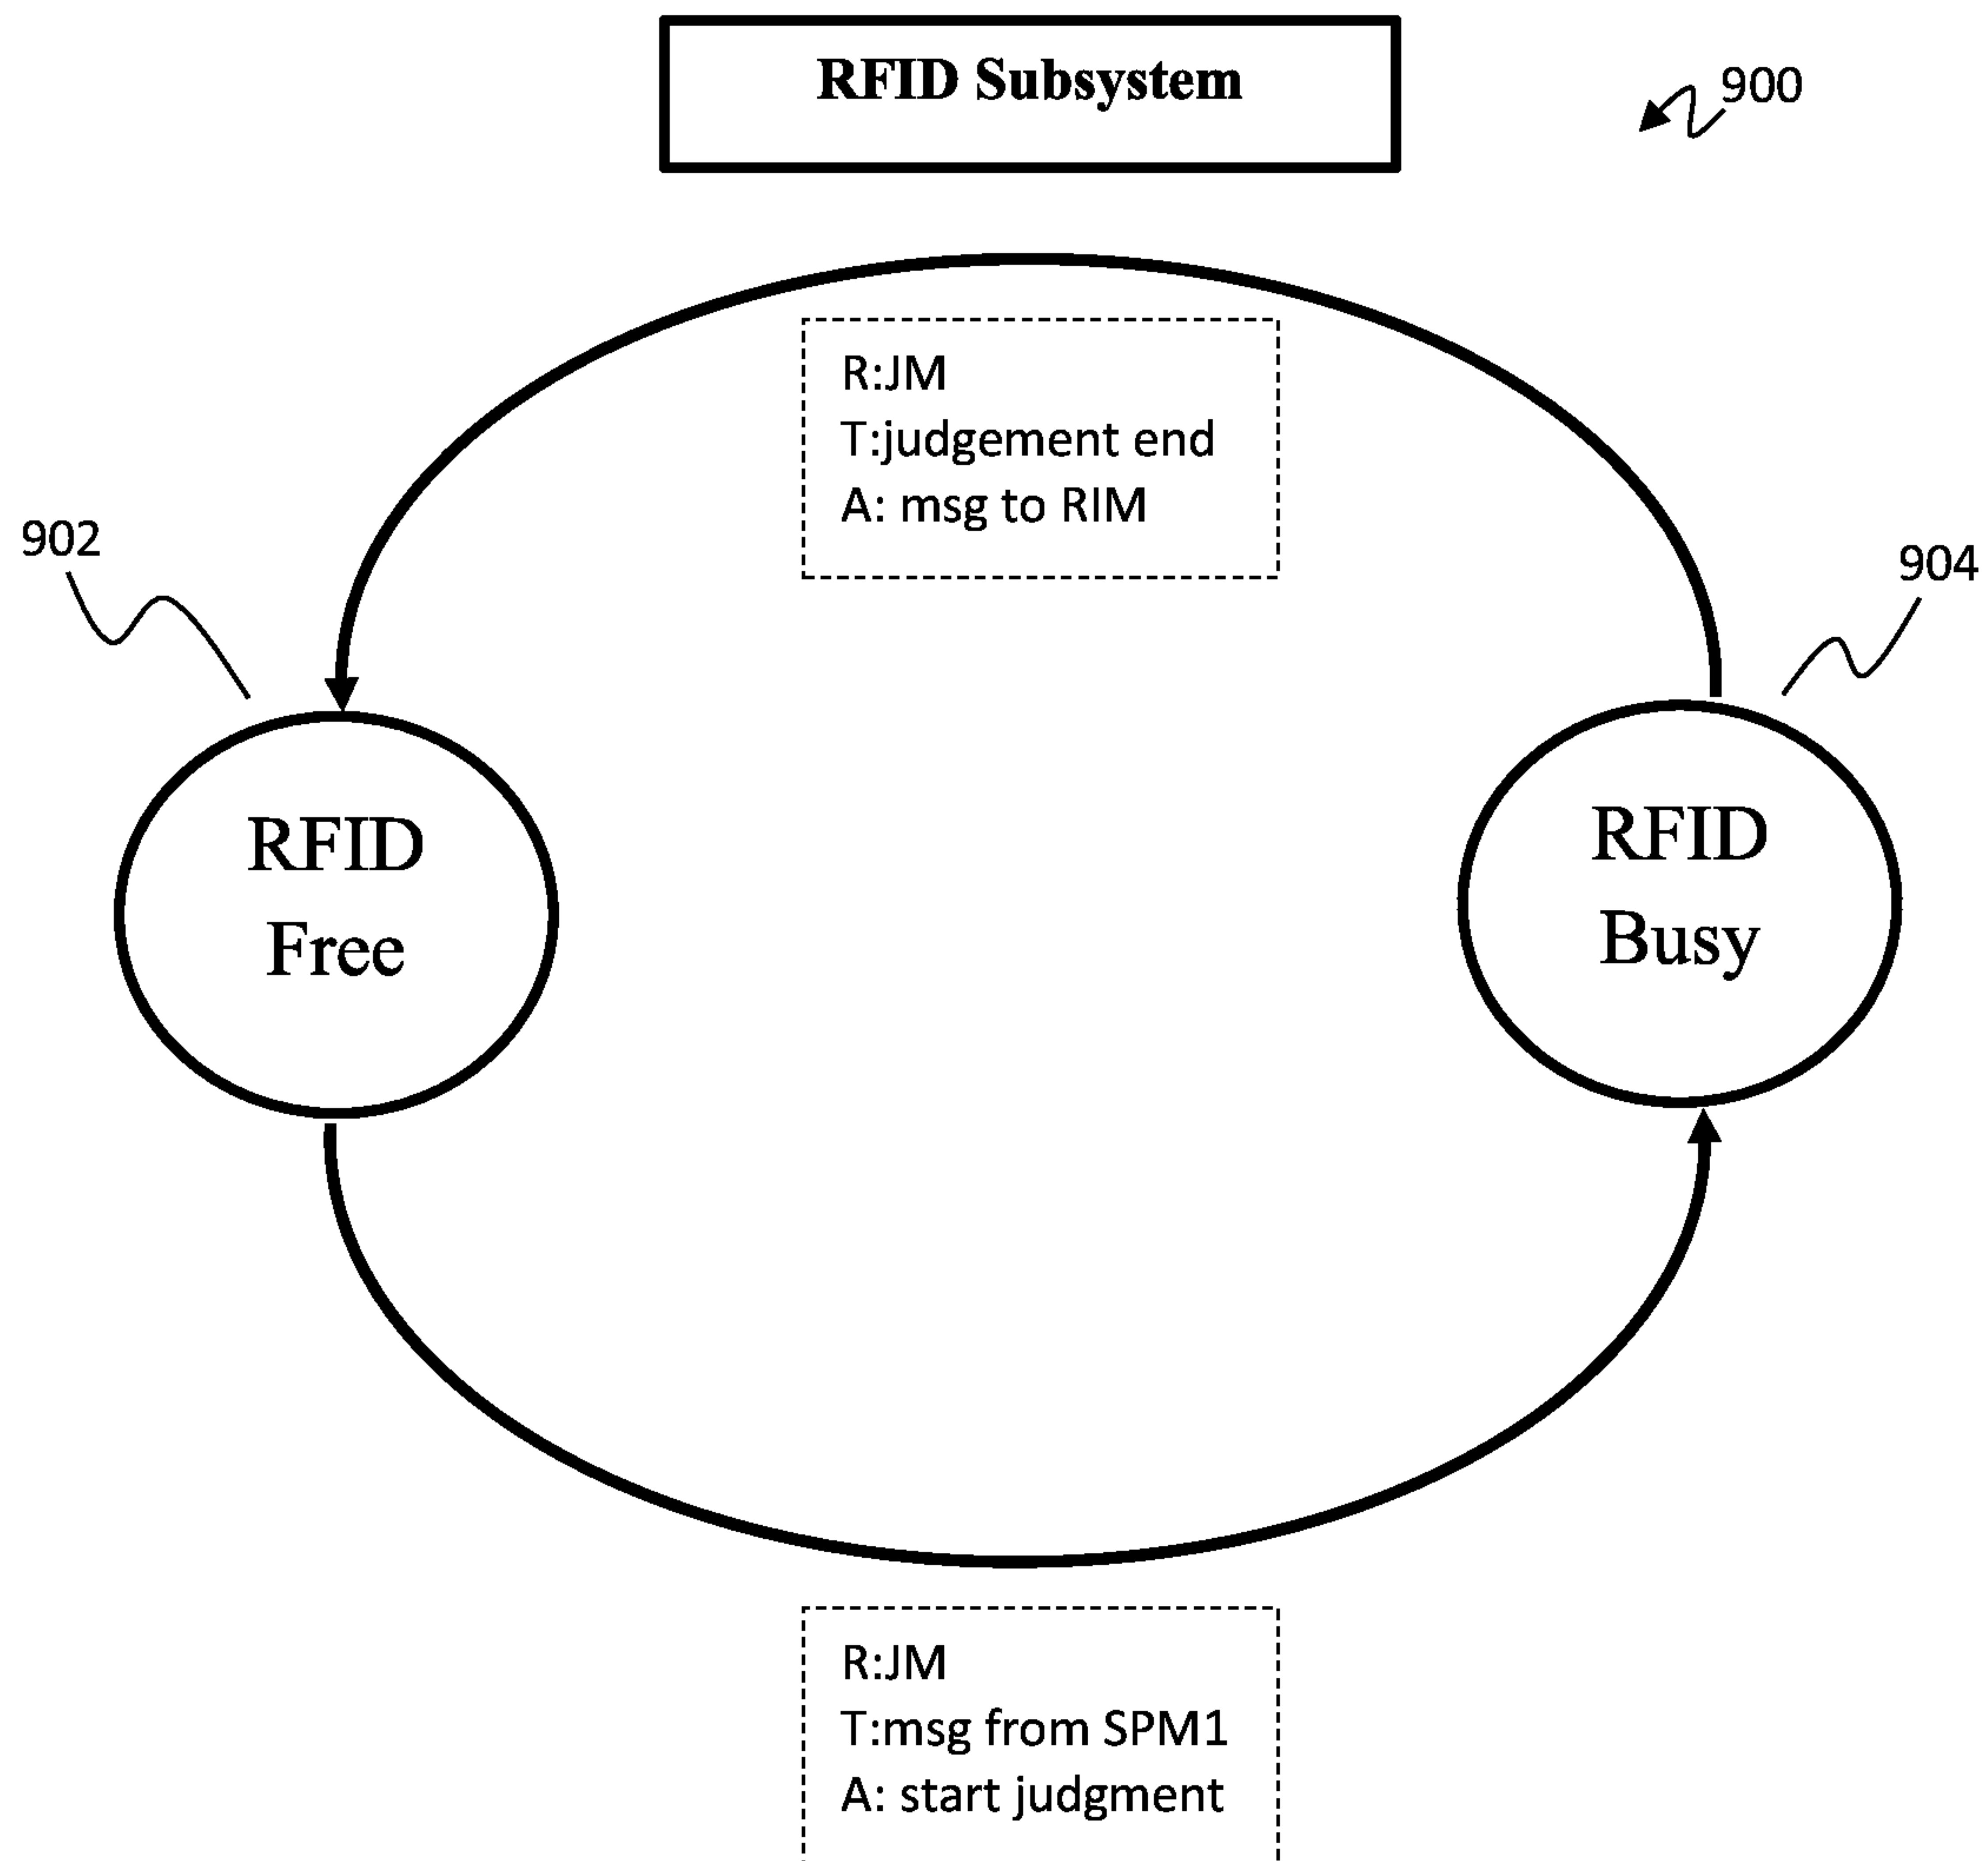 RFID Subsystem
900
R:JM
T:judgement end
A: msg to RIM
902
904
RFID
Free
RFID
Busy
R:JM
T:msg from SPM1
A: start judgment